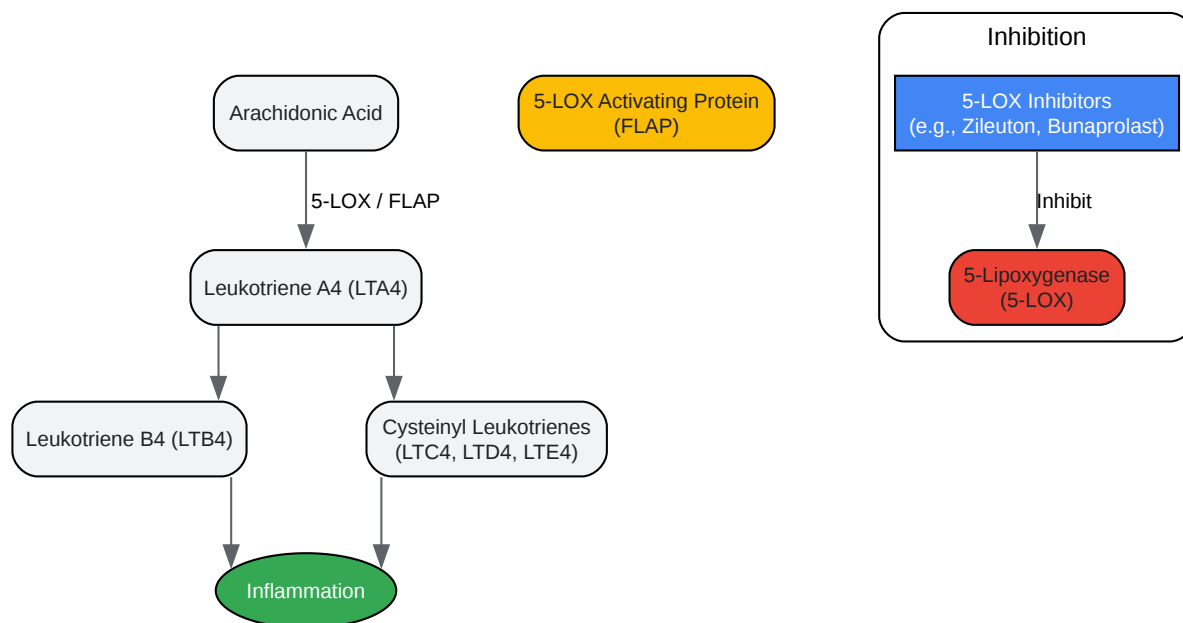 Inhibition
Arachidonic Acid
5-LOX Activating Protein
(FLAP)
5-LOX Inhibitors
(e.g., Zileuton, Bunaprolast)
5-LOX / FLAP
Inhibit
Leukotriene A4 (LTA4)
5-Lipoxygenase
(5-LOX)
Leukotriene B4 (LTB4)
Cysteinyl Leukotrienes
(LTC4, LTD4, LTE4)
Inflammation